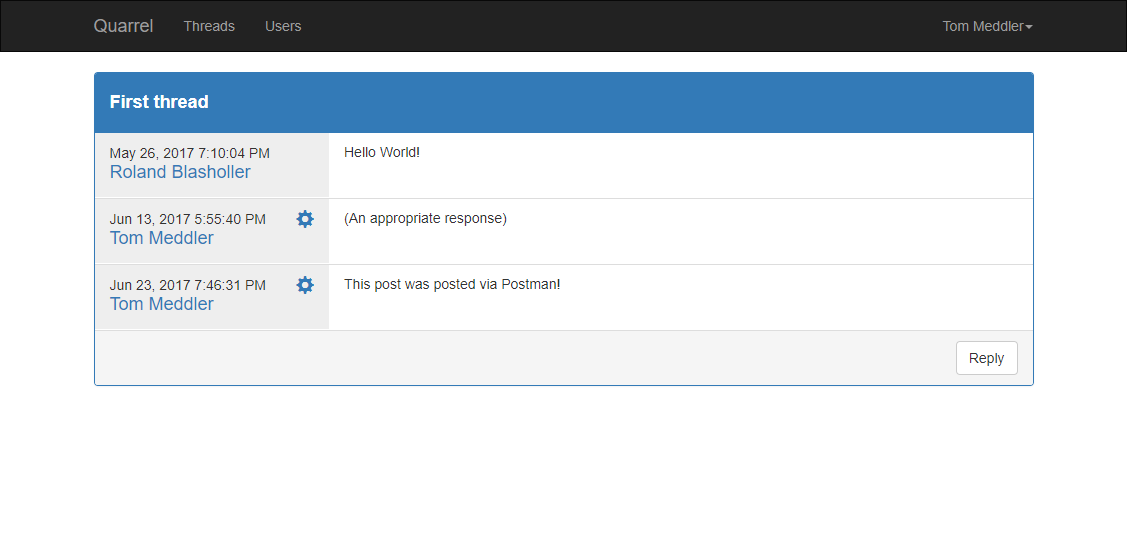 Quarrel Threads Users Tom Meddler
First thread
May 26, 2017 7:10:04 PM Hello World!
Roland Blasholler
Jun 13, 2017 5:55:40 PM (An appropriate response)
Tom Meddler
Jun 23, 2017 7:46:31 PM This post was posted via Postman!
Tom Meddler
Reply